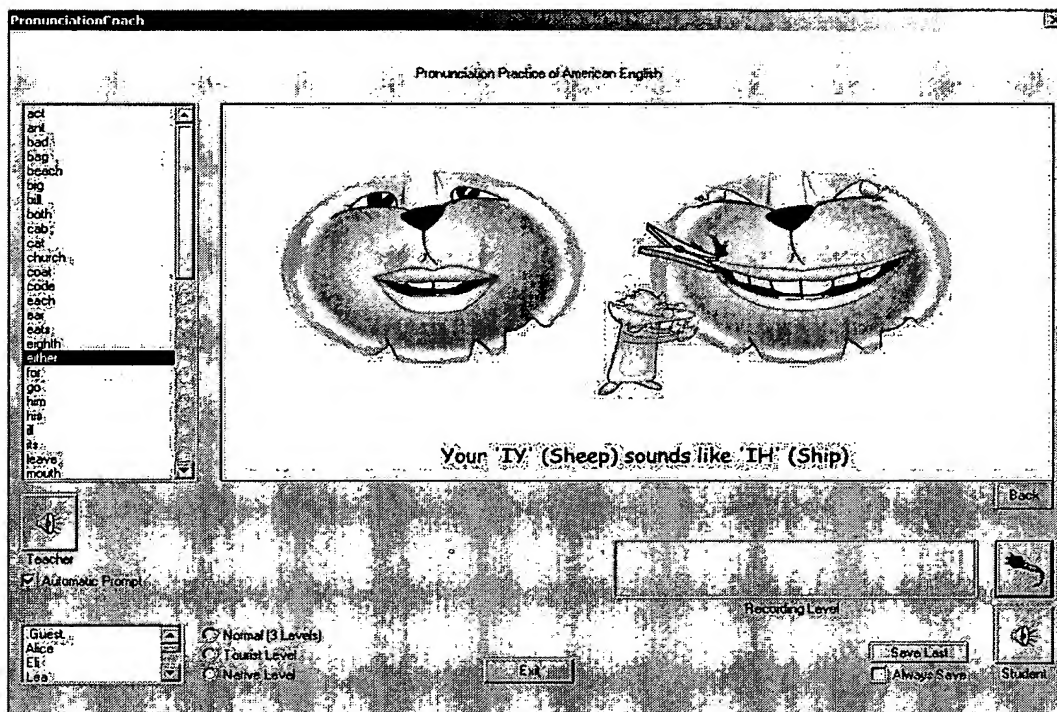 PronunciationCoach
Pronunciation Practice of American English
act
ant
bad
bag
beach
big
bill
both
cab
cat
church
coat
code
each
ear
eats
eighth
either
for
go
him
his
ill
its
leave
mouth
Your 'IY' (Sheep) sounds like 'IH' (Ship)
Back
Teacher
Automatic Prompt
Recording Level
Guest
Alice
Eli
Lea
Normal (3 Levels)
Tourist Level
Native Level
Exit
Save Last
Always Save
Student